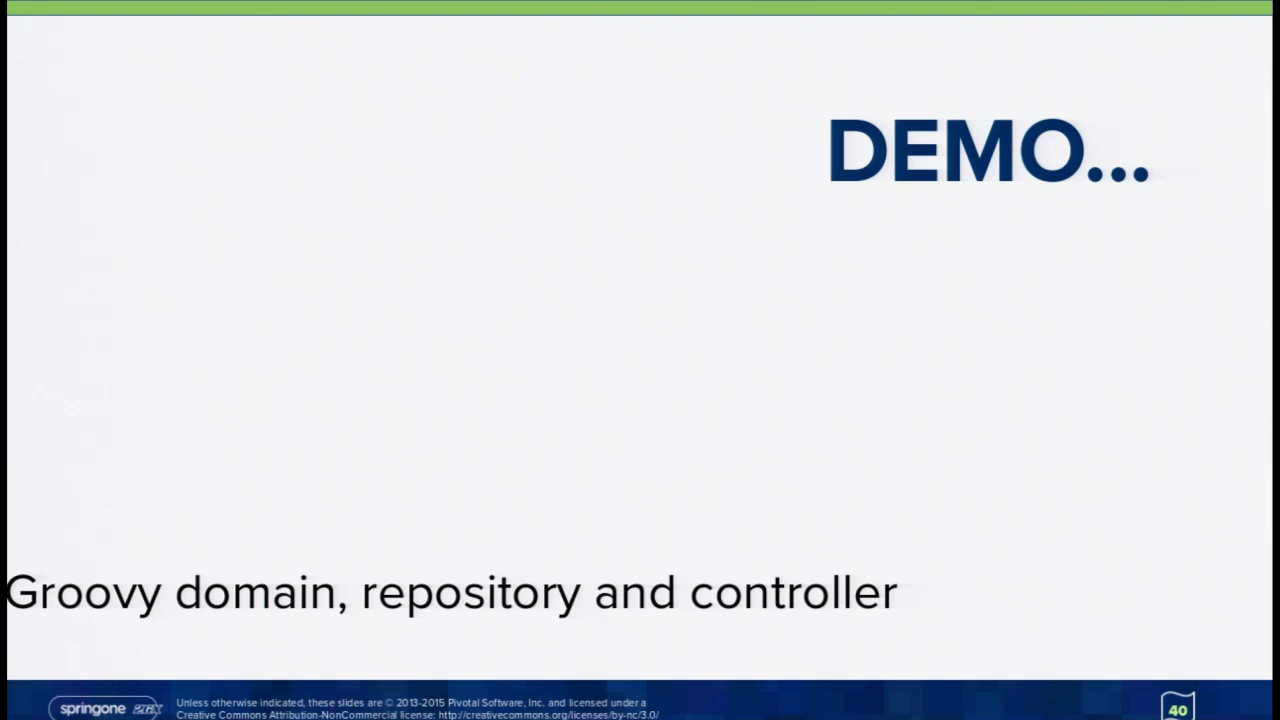 DEMO...
Groovy domain, repository and controller
springone 2GX
Unless otherwise indicated, these slides are © 2013-2015 Pivotal Software, Inc. and licensed under a
Creative Commons Attribution-NonCommercial license: http://creativecommons.org/licenses/by-nc/3.0/
40